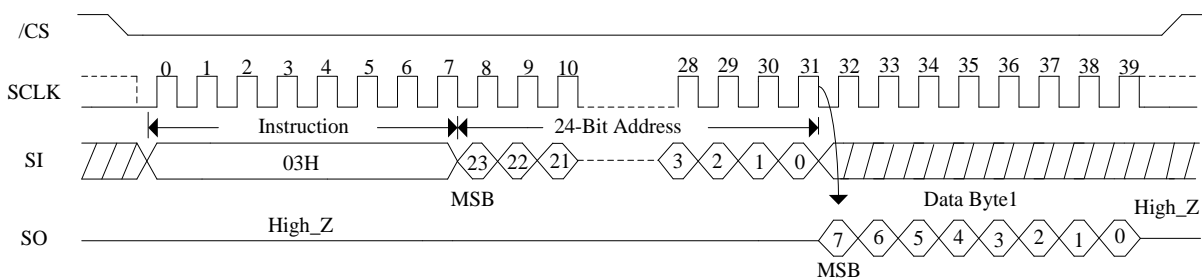 /CS
0 1 2 3 4 5 6 7 8 9 10 28 29 30 31 32 33 34 35 36 37 38 39
SCLK
Instruction 24-Bit Address
SI 03H 23 22 21 3 2 1 0
MSB Data Byte1
High_Z High_Z
SO 7 6 5 4 3 2 1 0
MSB